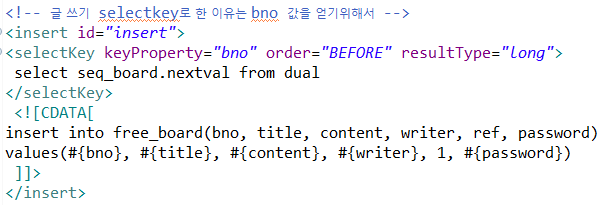 <!-- 글 쓰기 selectkey로 한 이유는 bno 값을 얻기위해서 -->
<insert id="insert">
<selectKey keyProperty="bno" order="BEFORE" resultType="long">
select seq_board.nextval from dual
</selectKey>
<![CDATA[
insert into free_board(bno, title, content, writer, ref, password)
values(#{bno}, #{title}, #{content}, #{writer}, 1, #{password})
]]>
</insert>